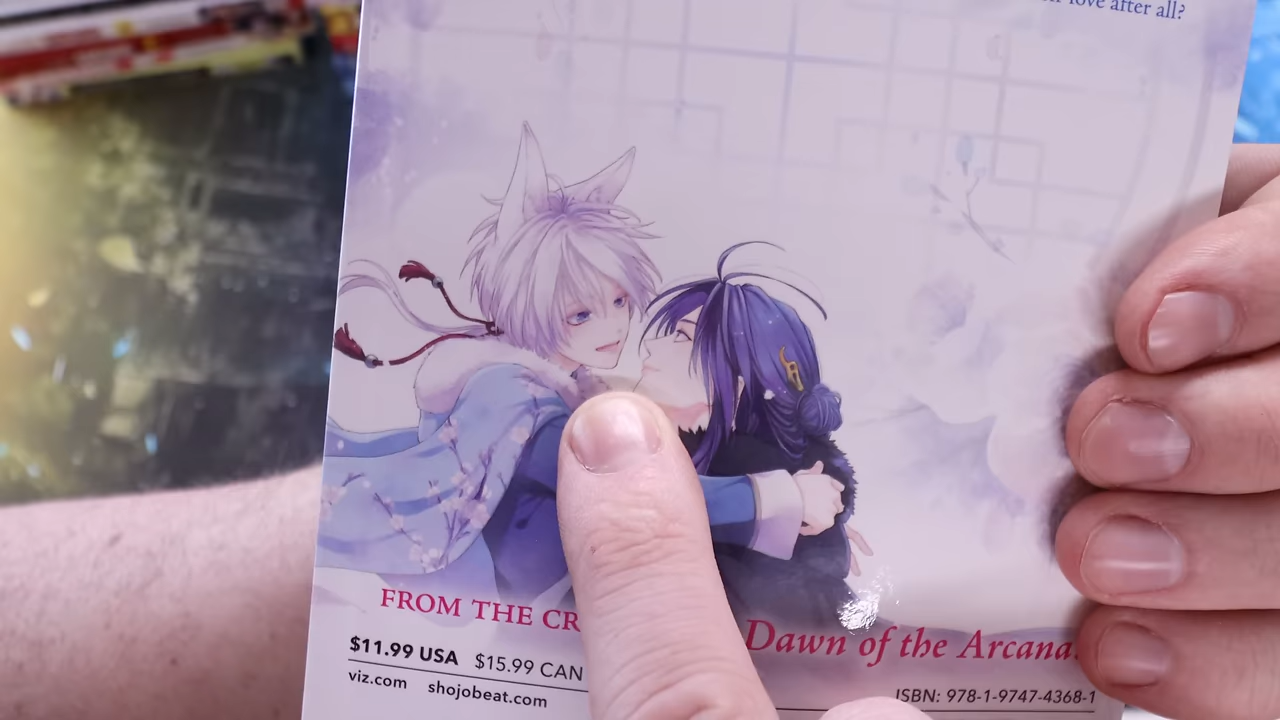 love after all?
FROM THE CR
Dawn of the Arcana!
$11.99 USA $15.99 CAN
viz.com shojobeat.com
ISBN: 978-1-9747-4368-1